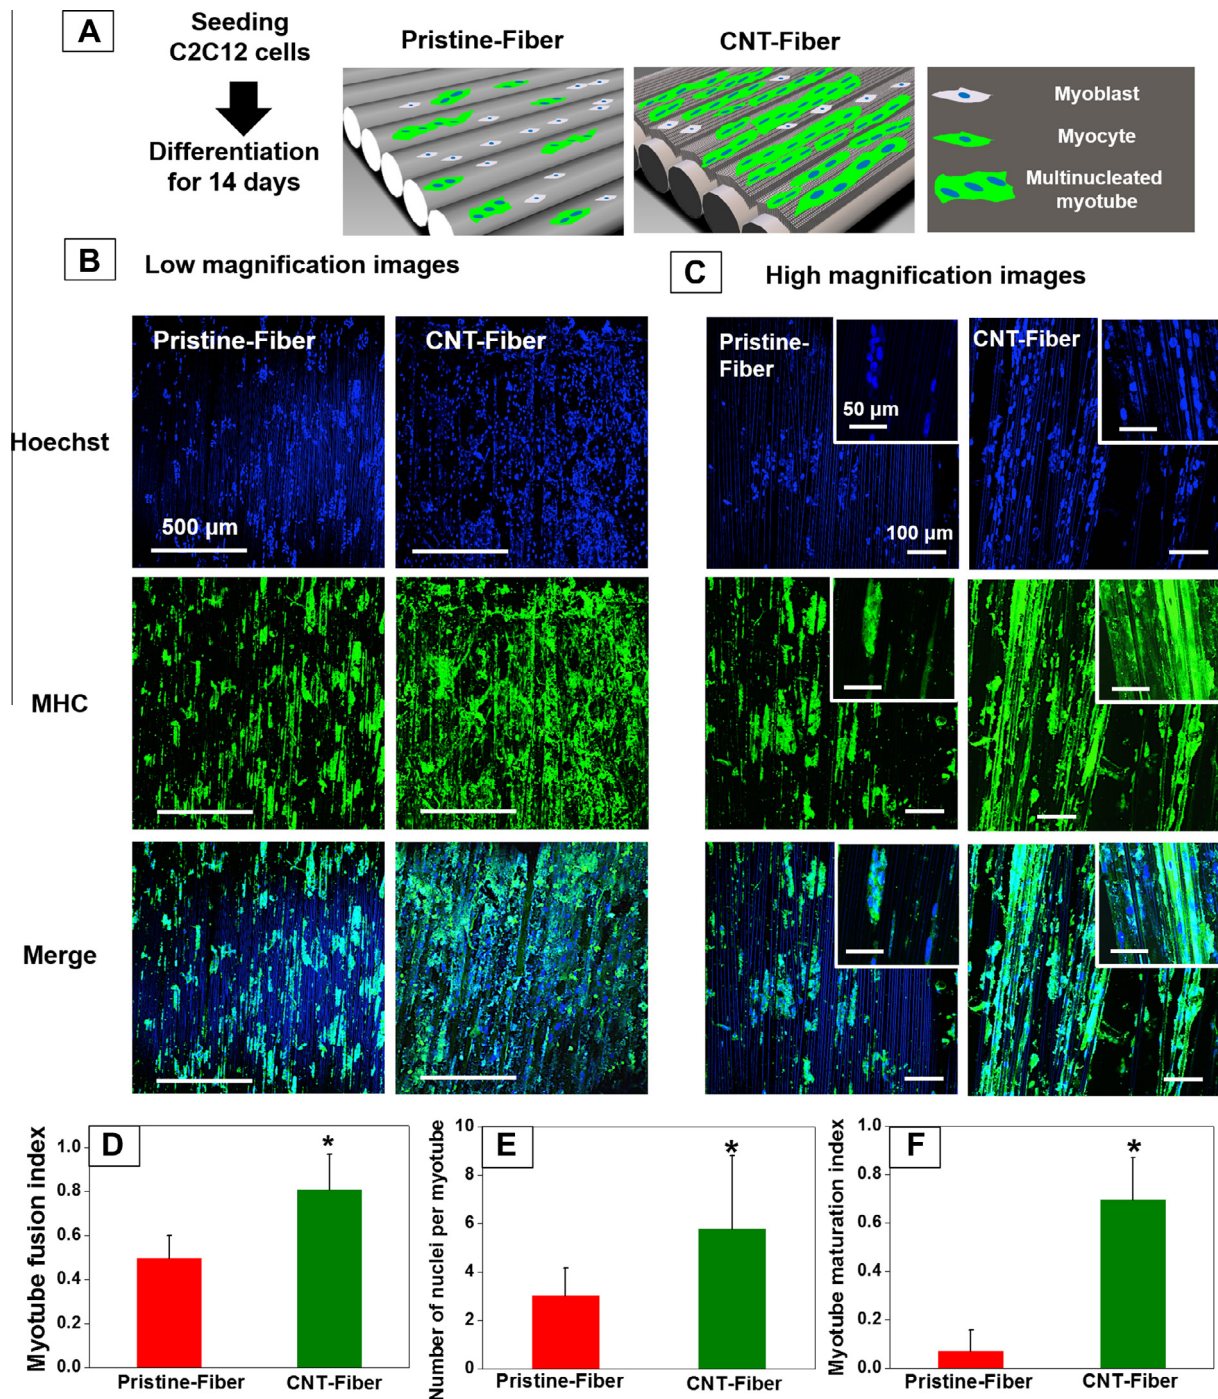 A
Seeding
C2C12 cells
Differentiation
for 14 days
Pristine-Fiber
CNT-Fiber
Myoblast
Myocyte
Multinucleated
myotube
B
Low magnification images
C
High magnification images
Pristine-Fiber
CNT-Fiber
Pristine-
Fiber
CNT-Fiber
50 µm
Hoechst
500 µm
100 µm
MHC
Merge
D
Myotube fusion index
1.0
0.8
0.6
0.4
0.2
0.0
*
Pristine-Fiber
CNT-Fiber
E
Number of nuclei per myotube
10
8
6
4
2
0
*
Pristine-Fiber
CNT-Fiber
F
Myotube maturation index
1.0
0.8
0.6
0.4
0.2
0.0
*
Pristine-Fiber
CNT-Fiber